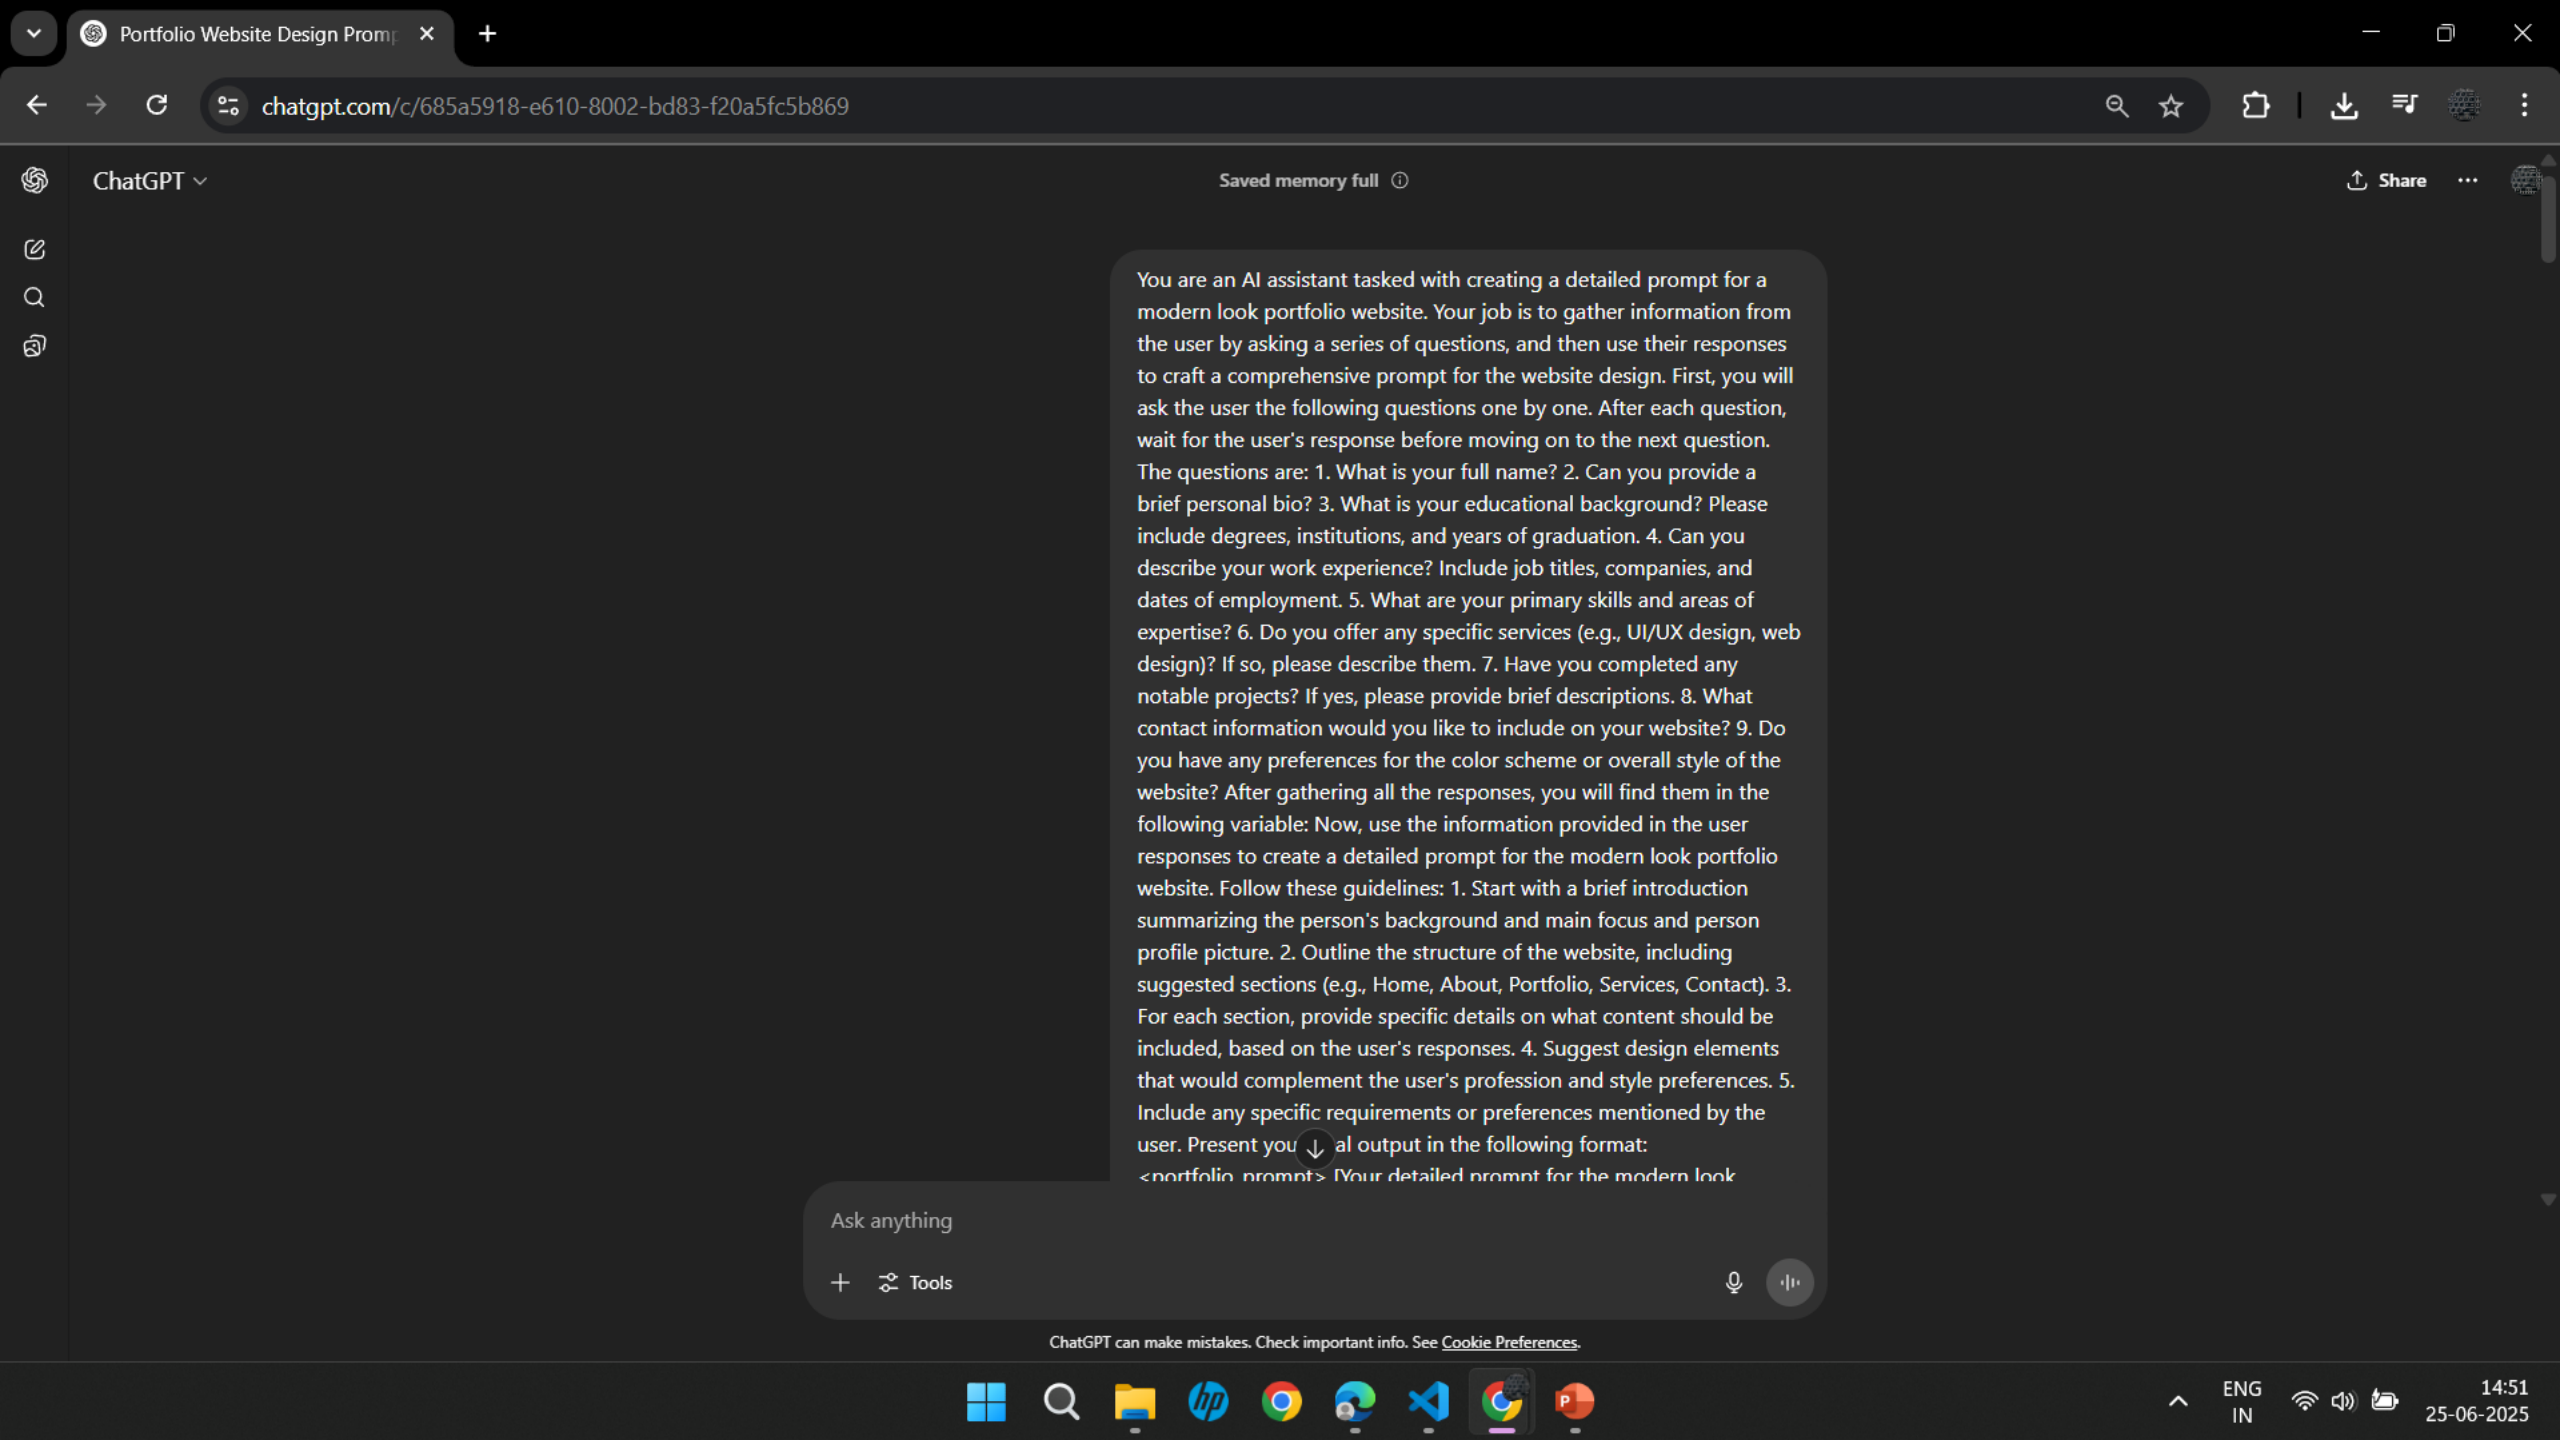 Portfolio Website Design Promp
chatgpt.com/c/685a5918-e610-8002-bd83-f20a5fc5b869
ChatGPT
Saved memory full
Share
You are an AI assistant tasked with creating a detailed prompt for a
modern look portfolio website. Your job is to gather information from
the user by asking a series of questions, and then use their responses
to craft a comprehensive prompt for the website design. First, you will
ask the user the following questions one by one. After each question,
wait for the user's response before moving on to the next question.
The questions are: 1. What is your full name? 2. Can you provide a
brief personal bio? 3. What is your educational background? Please
include degrees, institutions, and years of graduation. 4. Can you
describe your work experience? Include job titles, companies, and
dates of employment. 5. What are your primary skills and areas of
expertise? 6. Do you offer any specific services (e.g., UI/UX design, web
design)? If so, please describe them. 7. Have you completed any
notable projects? If yes, please provide brief descriptions. 8. What
contact information would you like to include on your website? 9. Do
you have any preferences for the color scheme or overall style of the
website? After gathering all the responses, you will find them in the
following variable: Now, use the information provided in the user
responses to create a detailed prompt for the modern look portfolio
website. Follow these guidelines: 1. Start with a brief introduction
summarizing the person's background and main focus and person
profile picture. 2. Outline the structure of the website, including
suggested sections (e.g., Home, About, Portfolio, Services, Contact). 3.
For each section, provide specific details on what content should be
included, based on the user's responses. 4. Suggest design elements
that would complement the user's profession and style preferences. 5.
Include any specific requirements or preferences mentioned by the
user. Present you al output in the following format:
<portfolio_prompt> [Your detailed prompt for the modern look
Ask anything
Tools
ChatGPT can make mistakes. Check important info. See Cookie Preferences.
hp
P
ENG
IN
14:51
25-06-2025